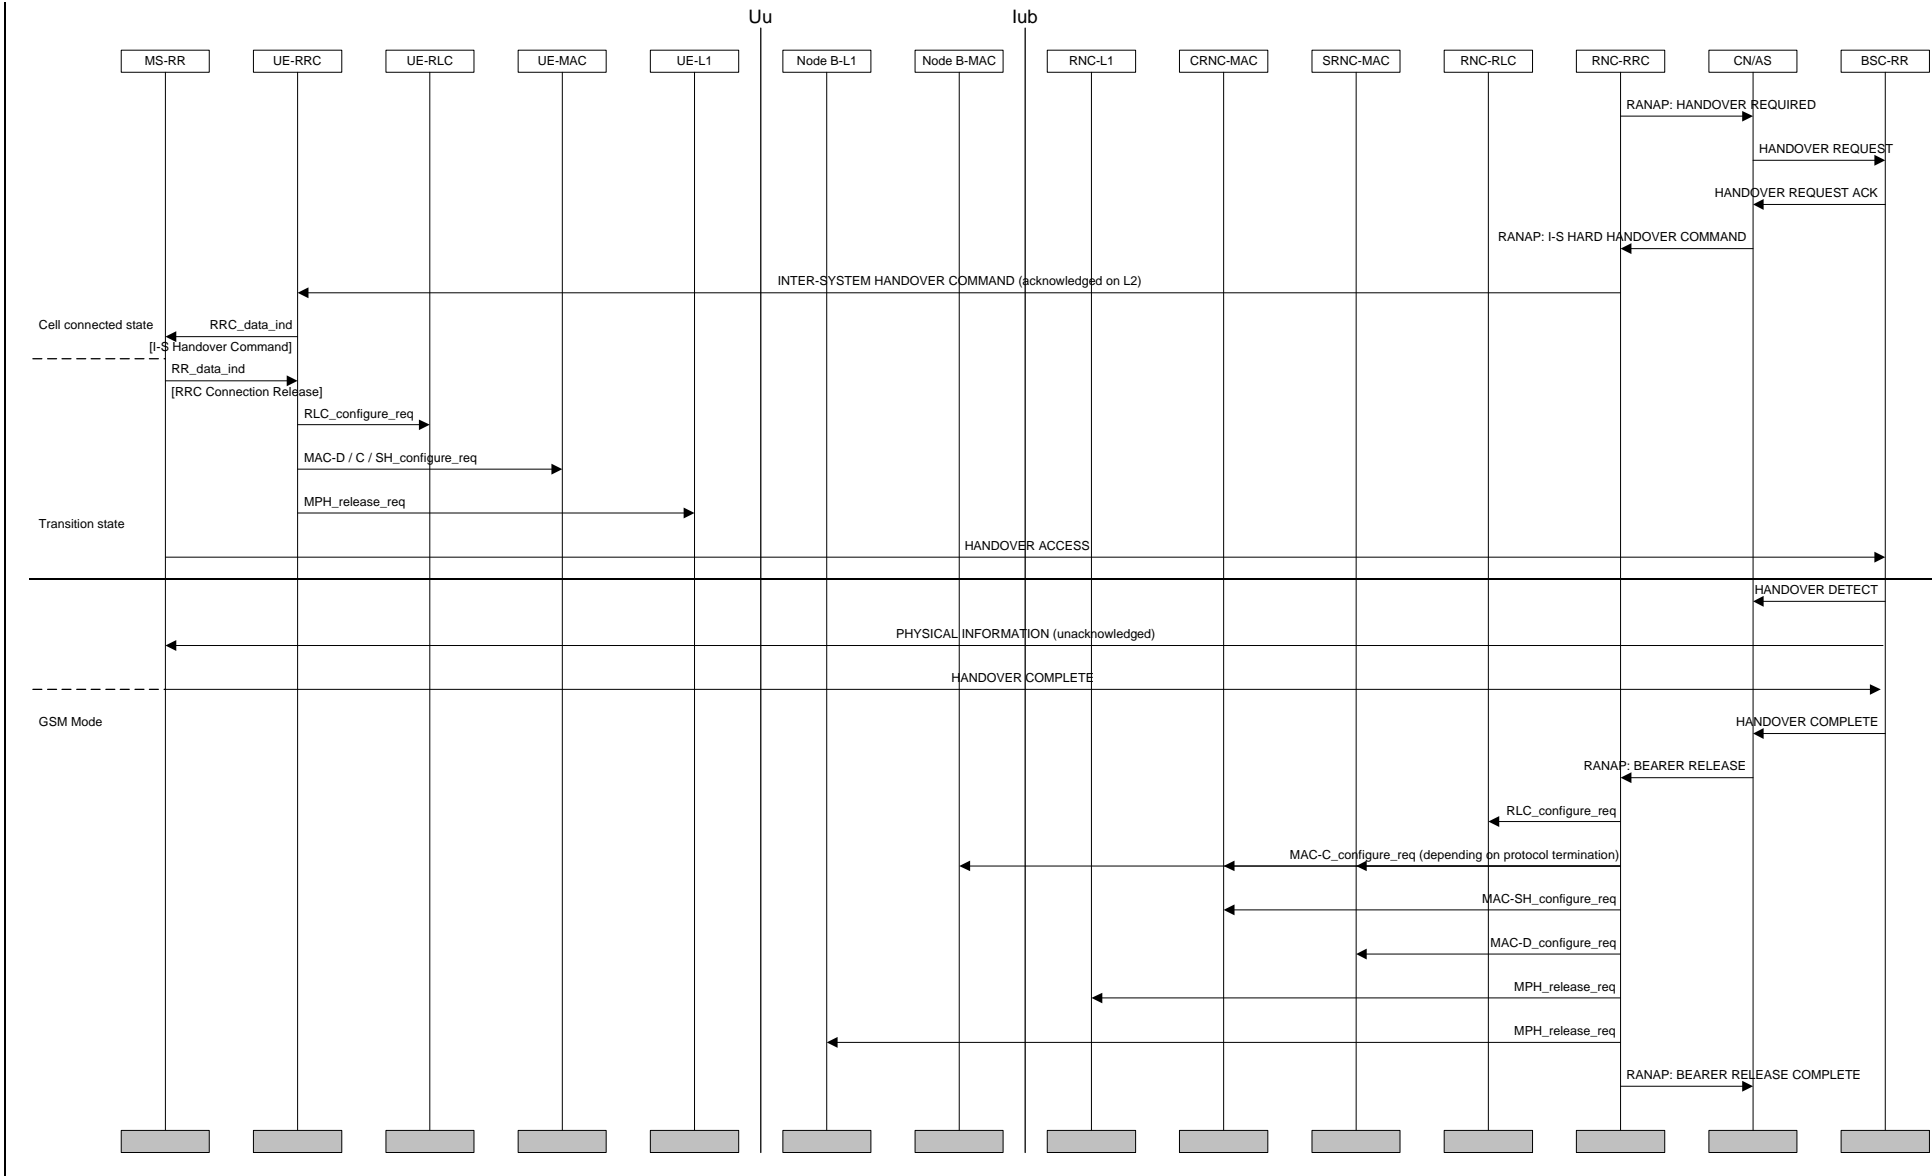 Uu
Iub
MS-RR
UE-RRC
UE-RLC
UE-MAC
UE-L1
Node B-L1
Node B-MAC
RNC-L1
CRNC-MAC
SRNC-MAC
RNC-RLC
RNC-RRC
CN/AS
BSC-RR
RANAP: HANDOVER REQUIRED
HANDOVER REQUEST
HANDOVER REQUEST ACK
RANAP: I-S HARD HANDOVER COMMAND
INTER-SYSTEM HANDOVER COMMAND (acknowledged on L2)
Cell connected state
RRC_data_ind
[I-S Handover Command]
RR_data_ind
[RRC Connection Release]
RLC_configure_req
MAC-D / C / SH_configure_req
MPH_release_req
Transition state
HANDOVER ACCESS
HANDOVER DETECT
PHYSICAL INFORMATION (unacknowledged)
HANDOVER COMPLETE
GSM Mode
HANDOVER COMPLETE
RANAP: BEARER RELEASE
RLC_configure_req
MAC-C_configure_req (depending on protocol termination)
MAC-SH_configure_req
MAC-D_configure_req
MPH_release_req
MPH_release_req
RANAP: BEARER RELEASE COMPLETE